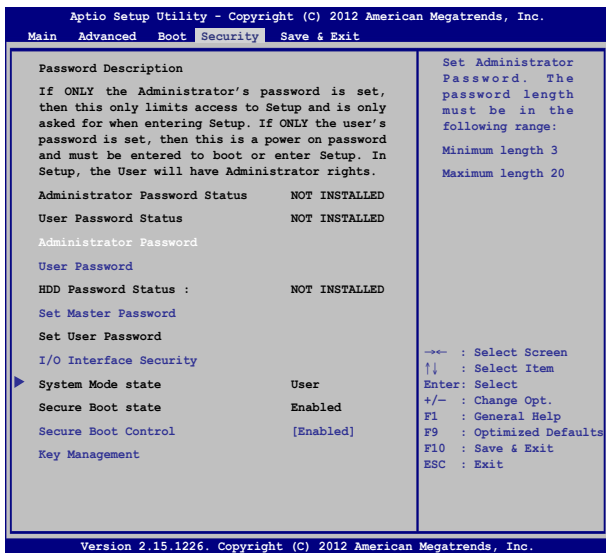 Aptio Setup Utility - Copyright (C) 2012 American Megatrends, Inc.
Main Advanced Boot Security Save & Exit
Password Description
If ONLY the Administrator's password is set,
then this only limits access to Setup and is only
asked for when entering Setup. If ONLY the user's
password is set, then this is a power on password
and must be entered to boot or enter Setup. In
Setup, the User will have Administrator rights.
Administrator Password Status NOT INSTALLED
User Password Status NOT INSTALLED
Administrator Password
User Password
HDD Password Status : NOT INSTALLED
Set Master Password
Set User Password
I/O Interface Security
System Mode state User
Secure Boot state Enabled
Secure Boot Control [Enabled]
Key Management
Set Administrator
Password. The
password length
must be in the
following range:
Minimum length 3
Maximum length 20
→← : Select Screen
↑↓ : Select Item
Enter: Select
+/— : Change Opt.
F1 : General Help
F9 : Optimized Defaults
F10 : Save & Exit
ESC : Exit
Version 2.15.1226. Copyright (C) 2012 American Megatrends, Inc.